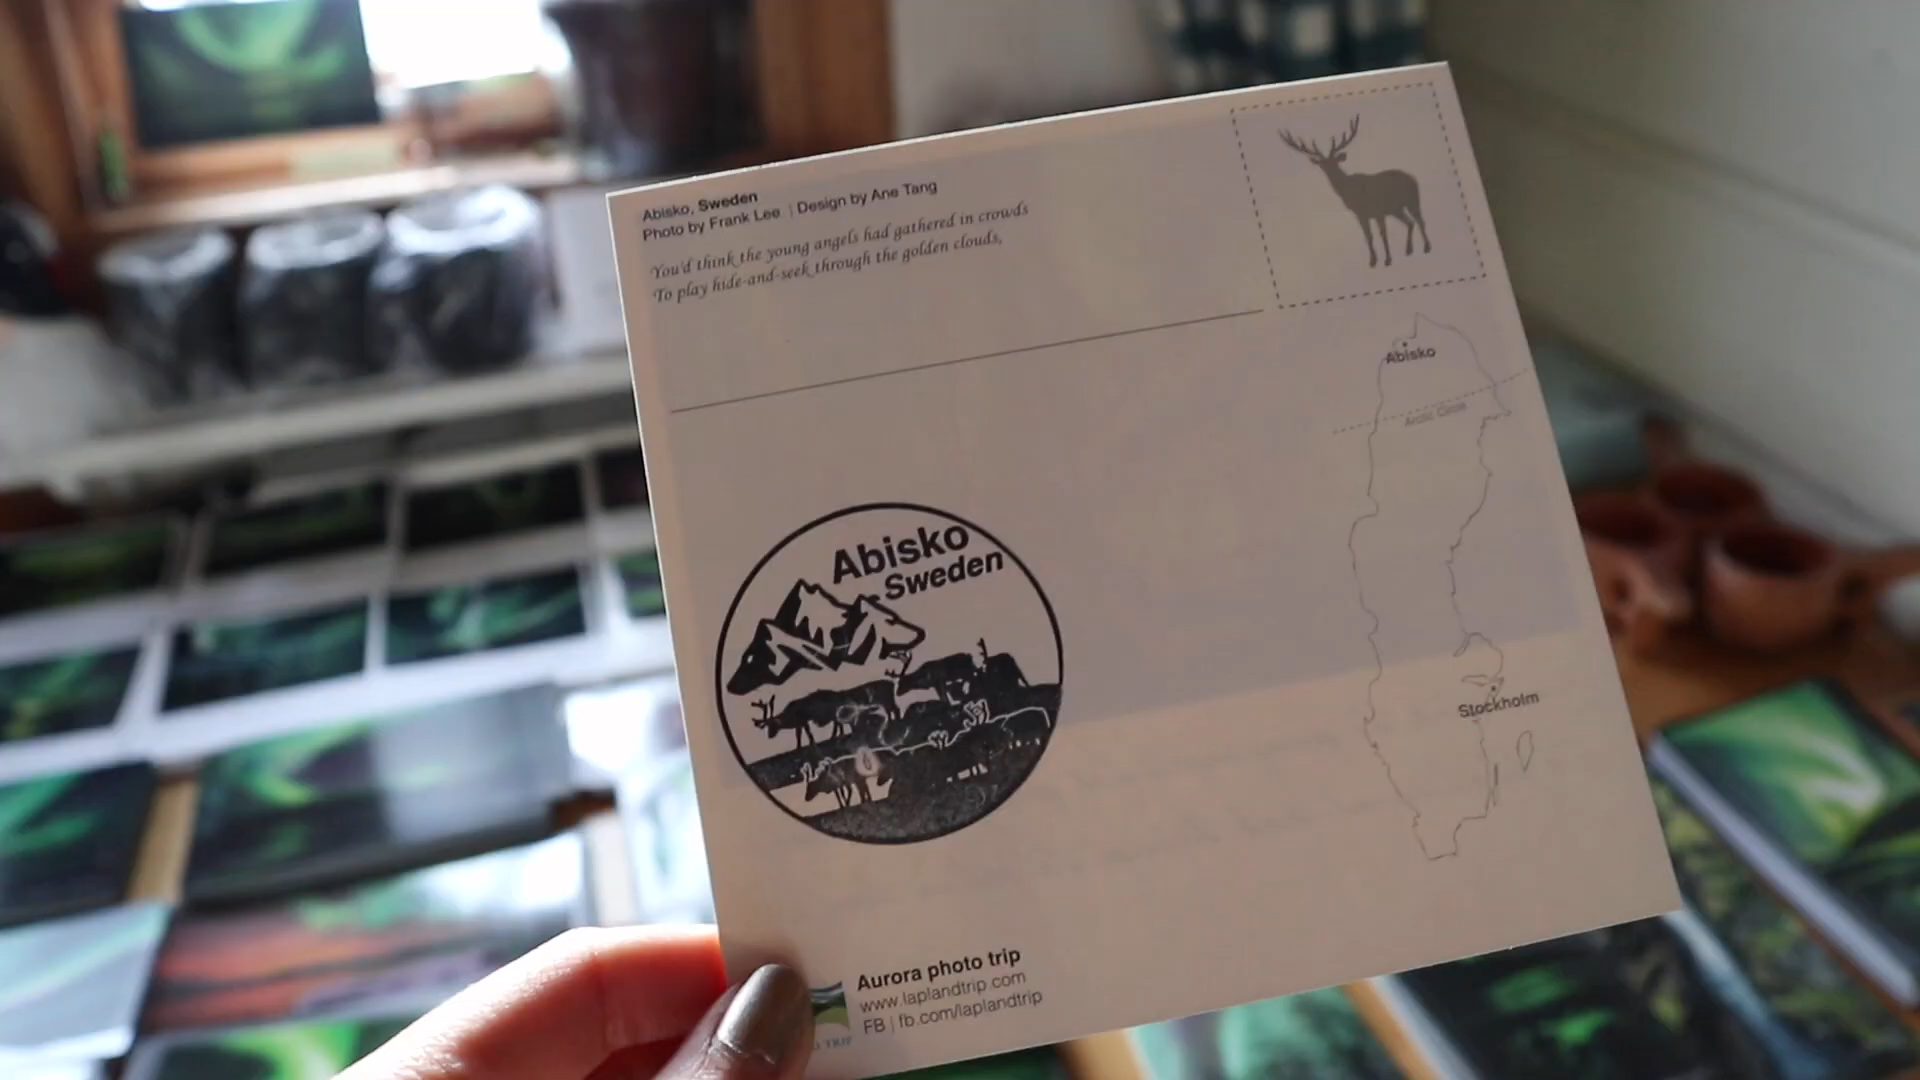 Abisko, Sweden
Photo by Frank Lee | Design by Ane Tang
You'd think the young angels had gathered in crowds
To play hide-and-seek through the golden clouds,
Abisko
Arctic Circle
Abisko
Sweden
Stockholm
Aurora photo trip
www.laplandtrip.com
FB | fb.com/laplandtrip
TRIP